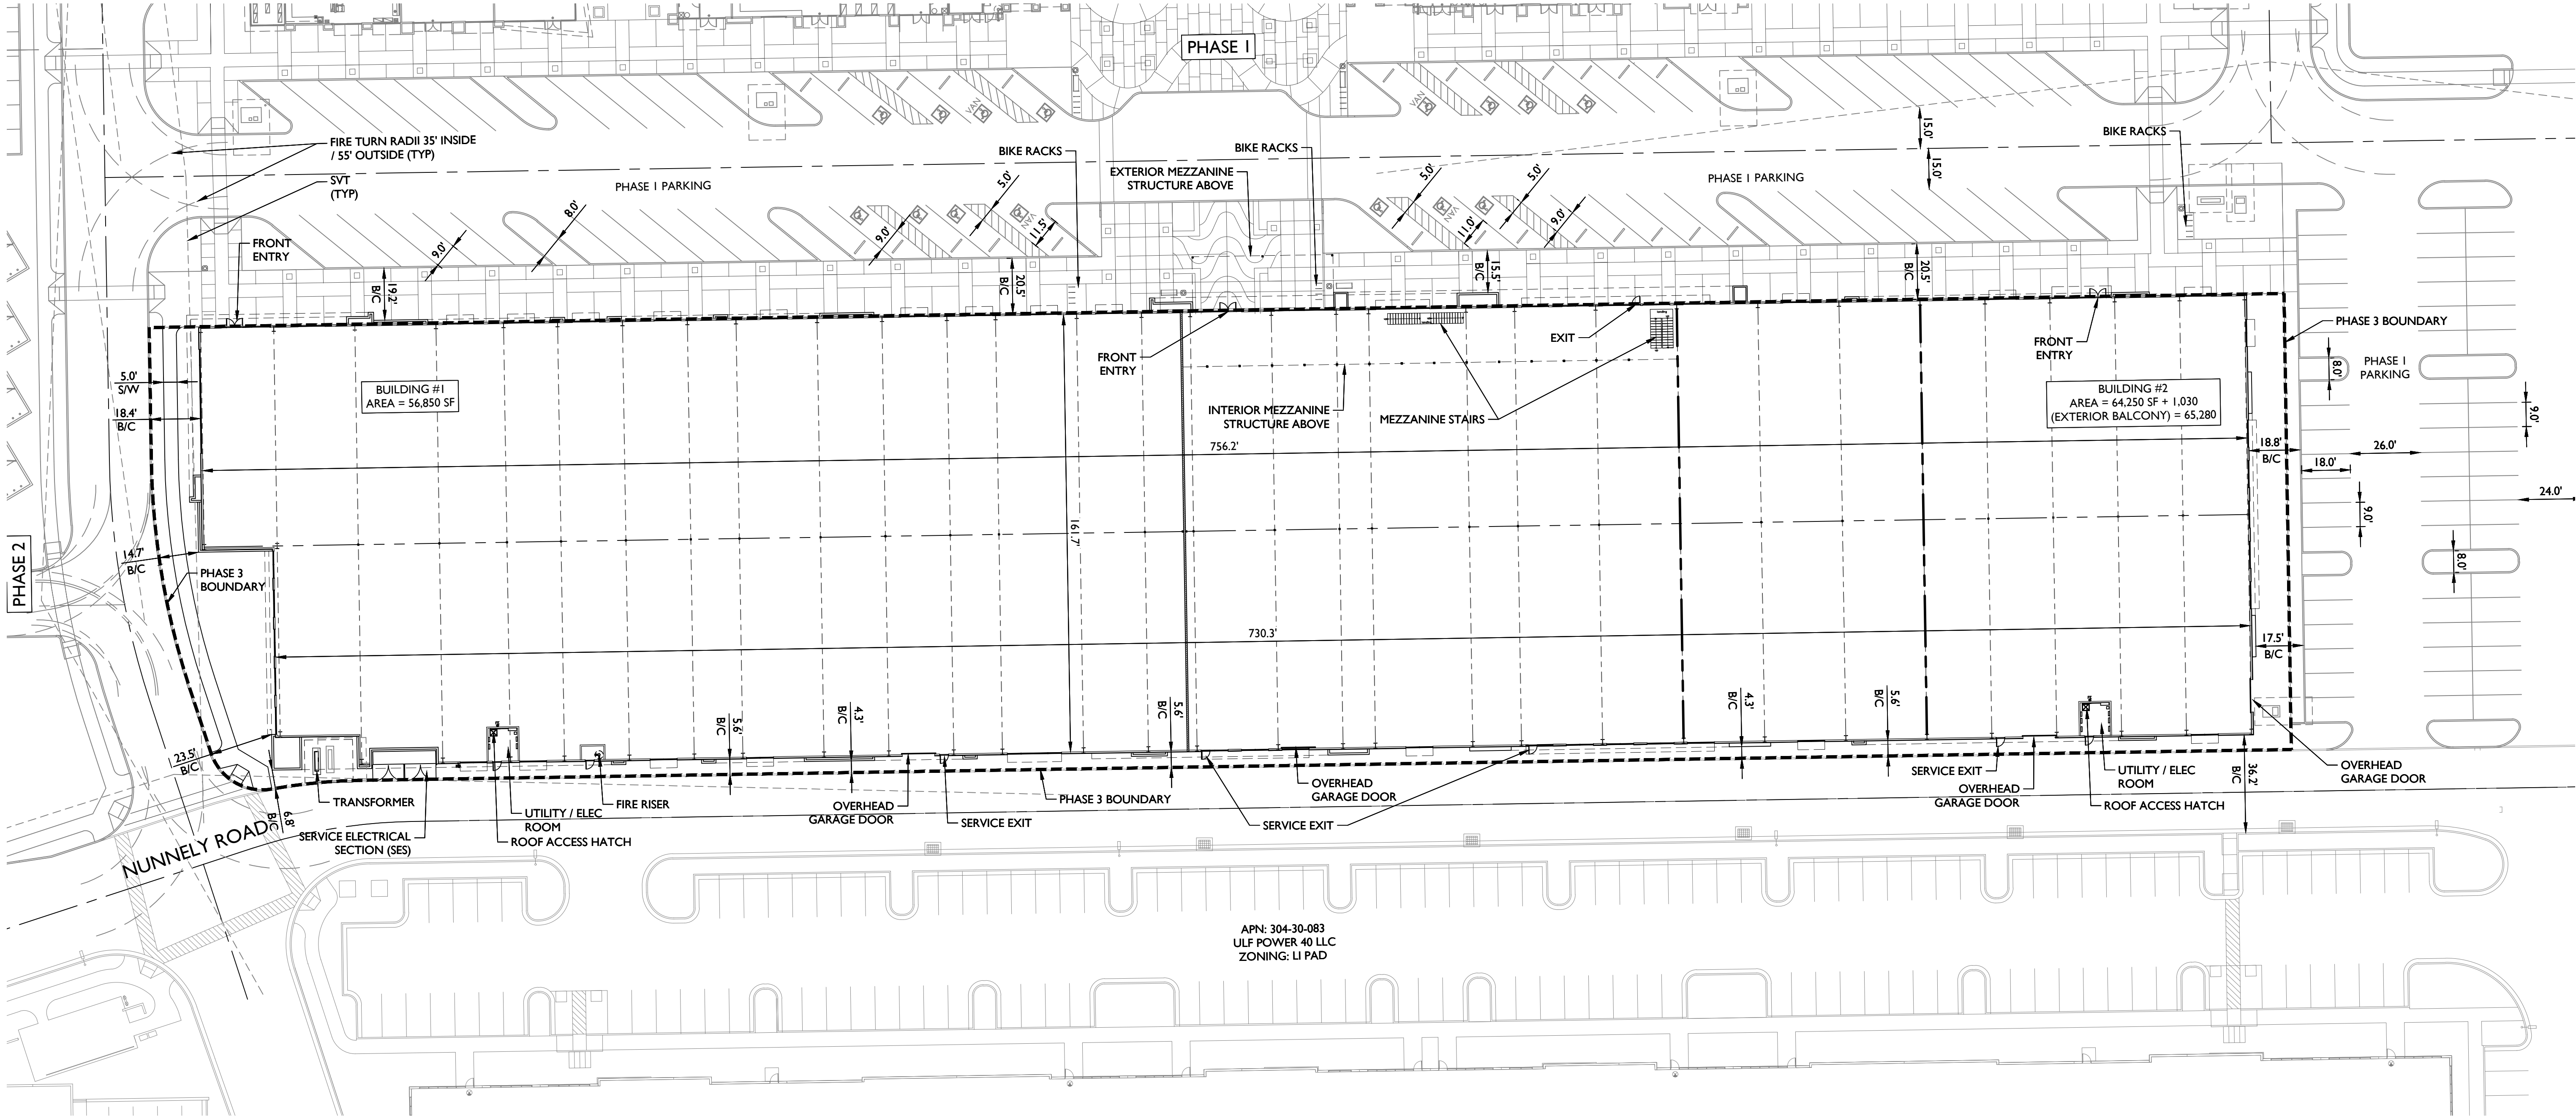 PHASE 1
VAN
VAN
FIRE TURN RADII 35' INSIDE
/ 55' OUTSIDE (TYP)
SVT
(TYP)
PHASE 1 PARKING
BIKE RACKS
EXTERIOR MEZZANINE
STRUCTURE ABOVE
BIKE RACKS
PHASE 1 PARKING
BIKE RACKS
15.0'
15.0'
FRONT
ENTRY
9.0'
8.0'
9.0'
5.0'
VAN
11.5'
5.0'
VAN
11.0'
5.0'
9.0'
19.2'
B/C
20.5'
B/C
15.5'
B/C
20.5'
B/C
FRONT
ENTRY
EXIT
landing
FRONT
ENTRY
PHASE 3 BOUNDARY
PHASE 1
PARKING
8.0'
5.0'
S/W
18.4'
B/C
BUILDING #1
AREA = 56,850 SF
INTERIOR MEZZANINE
STRUCTURE ABOVE
MEZZANINE STAIRS
BUILDING #2
AREA = 64,250 SF + 1,030
(EXTERIOR BALCONY) = 65,280
756.2'
18.8'
B/C
18.0'
26.0'
9.0'
24.0'
9.0'
161.7'
14.7'
B/C
PHASE 3
BOUNDARY
PHASE 2
8.0'
730.3'
17.5'
B/C
23.5'
B/C
5.6'
B/C
4.3'
B/C
5.6'
B/C
4.3'
B/C
5.6'
B/C
36.2'
B/C
6.8'
B/C
TRANSFORMER
SERVICE ELECTRICAL
SECTION (SES)
UTILITY / ELEC
ROOM
ROOF ACCESS HATCH
FIRE RISER
OVERHEAD
GARAGE DOOR
SERVICE EXIT
PHASE 3 BOUNDARY
SERVICE EXIT
OVERHEAD
GARAGE DOOR
SERVICE EXIT
OVERHEAD
GARAGE DOOR
UTILITY / ELEC
ROOM
ROOF ACCESS HATCH
OVERHEAD
GARAGE DOOR
NUNNELY ROAD
APN: 304-30-083
ULF POWER 40 LLC
ZONING: LI PAD